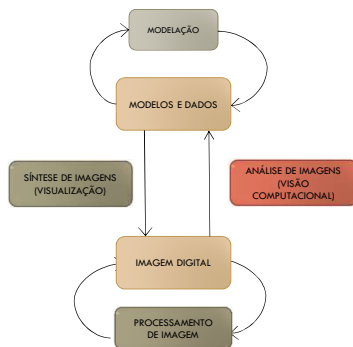 MODELAÇÃO
MODELOS E DADOS
SÍNTESE DE IMAGENS
(VISUALIZAÇÃO)
ANÁLISE DE IMAGENS
(VISÃO
COMPUTACIONAL)
IMAGEM DIGITAL
PROCESSAMENTO
DE IMAGEM